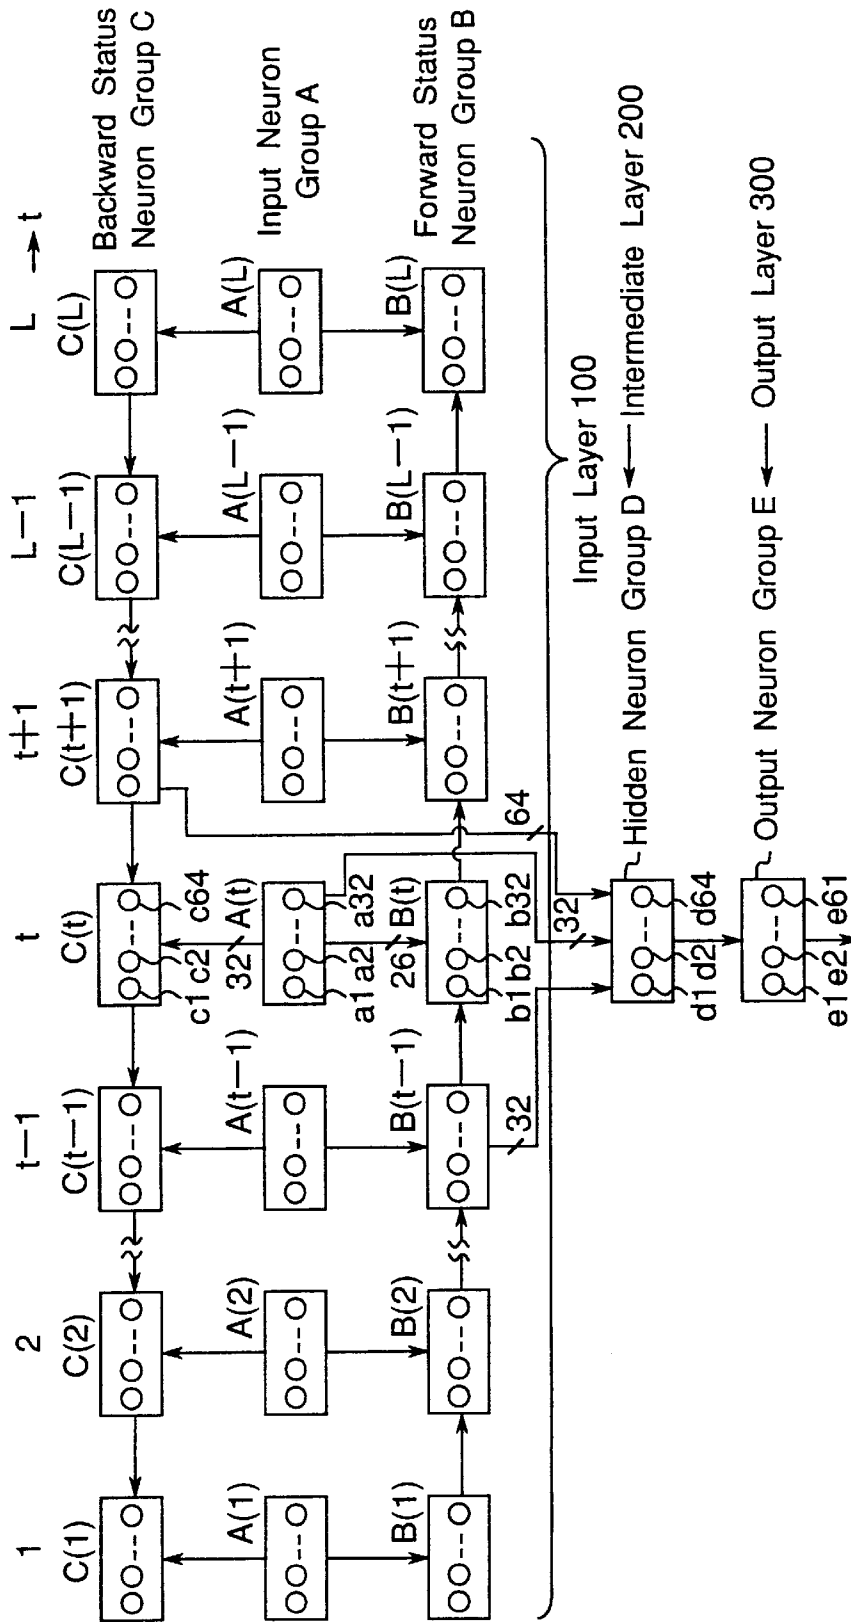 1 2 t−1 t t+1 L−1 L → t
C(1) C(2) C(t−1) C(t) C(t+1) C(L−1) C(L)
Backward Status
Neuron Group C
c1 c2 c64
32
A(1) A(2) A(t−1) A(t) A(t+1) A(L−1) A(L)
Input Neuron
Group A
a1 a2 a32
26
B(1) B(2) B(t−1) B(t) B(t+1) B(L−1) B(L)
Forward Status
Neuron Group B
b1 b2 b32
32
32
64
Input Layer 100
Hidden Neuron Group D ← Intermediate Layer 200
d1 d2 d64
Output Neuron Group E ← Output Layer 300
e1 e2 e61